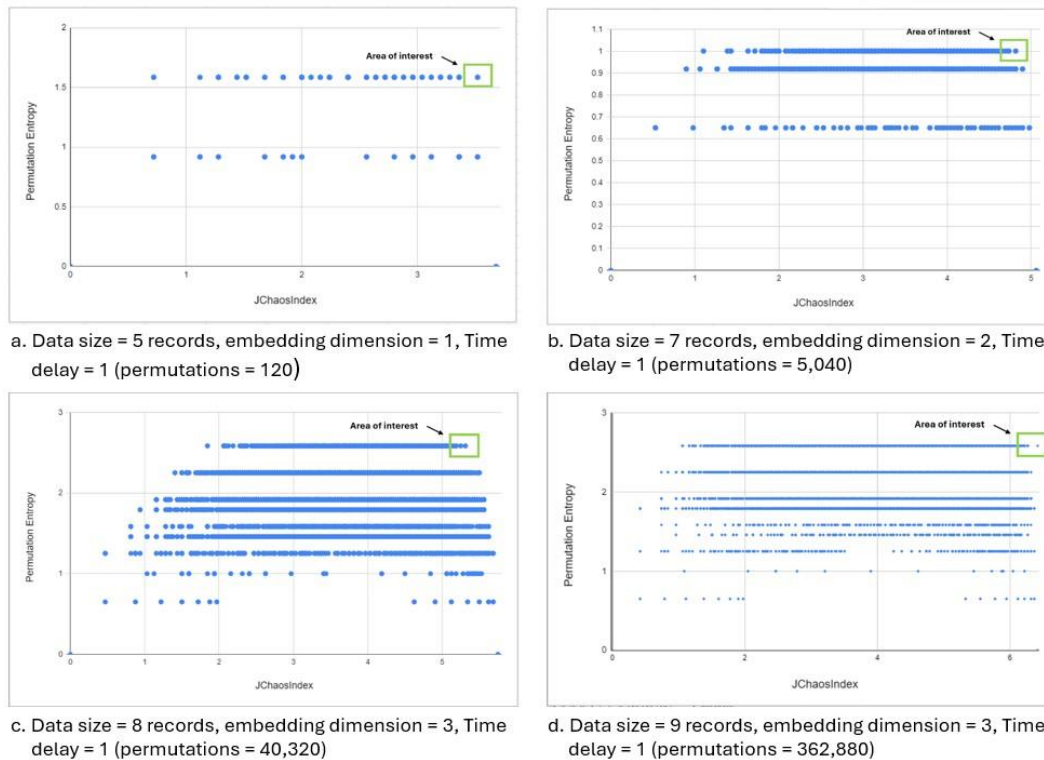 2
1.5
1
0.5
0
0
1
2
3
Permutation Entropy
JChaosIndex
Area of interest
a. Data size = 5 records, embedding dimension = 1, Time
delay = 1 (permutations = 120)
1.1
1
0.9
0.8
0.7
0.6
0.5
0.4
0.3
0.2
0.1
0
0
1
2
3
4
5
Permutation Entropy
JChaosIndex
Area of interest
b. Data size = 7 records, embedding dimension = 2, Time
delay = 1 (permutations = 5,040)
3
2
1
0
0
1
2
3
4
5
Permutation Entropy
JChaosIndex
Area of interest
c. Data size = 8 records, embedding dimension = 3, Time
delay = 1 (permutations = 40,320)
3
2
1
0
0
2
4
6
Permutation Entropy
JChaosIndex
Area of interest
d. Data size = 9 records, embedding dimension = 3, Time
delay = 1 (permutations = 362,880)